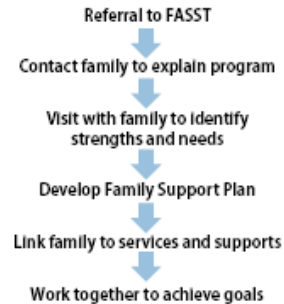 Referral to FASST
Contact family to explain program
Visit with family to identify
strengths and needs
Develop Family Support Plan
Link family to services and supports
Work together to achieve goals